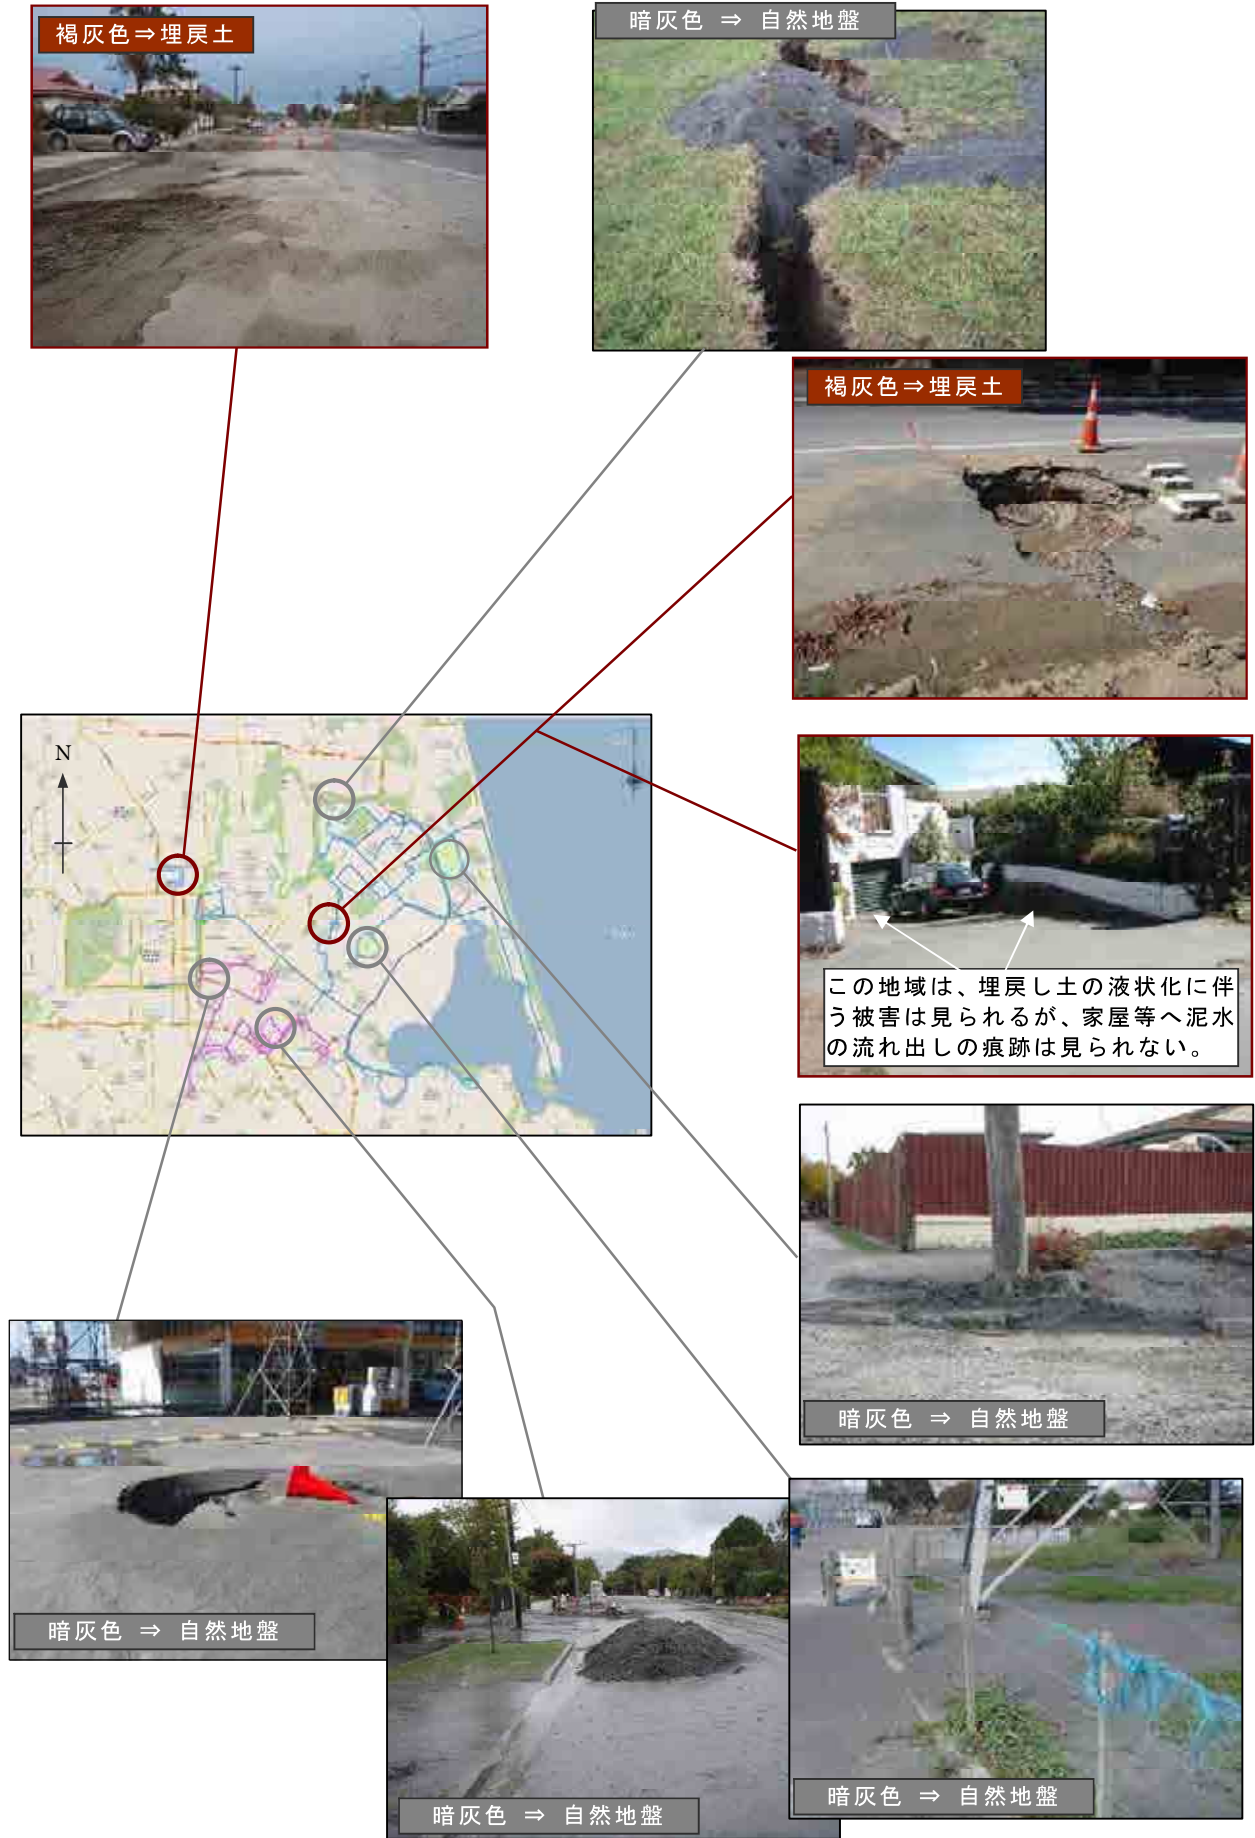 褐灰色⇒埋戻土
暗灰色 ⇒ 自然地盤
褐灰色⇒埋戻土
N
この地域は、埋戻し土の液状化に伴
う被害は見られるが、家屋等へ泥水
の流れ出しの痕跡は見られない。
暗灰色 ⇒ 自然地盤
暗灰色 ⇒ 自然地盤
暗灰色 ⇒ 自然地盤
暗灰色 ⇒ 自然地盤